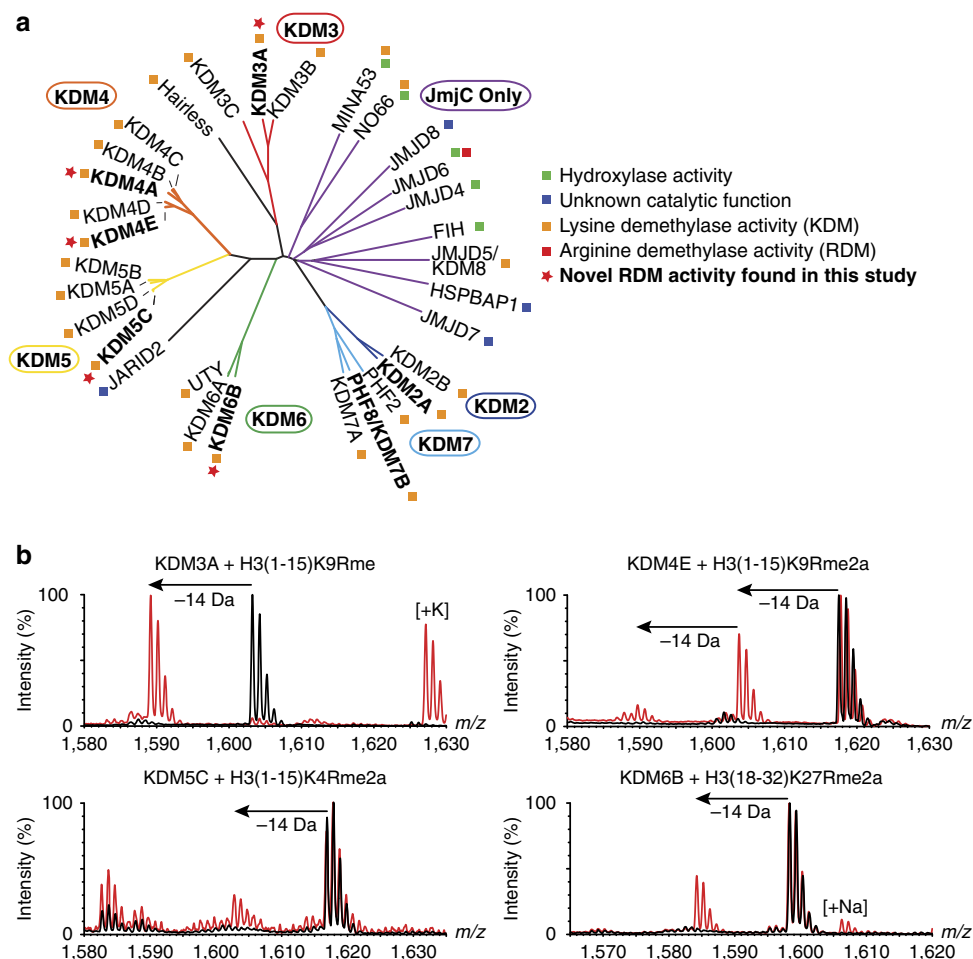 a
KDM3
KDM3A
KDM3B
KDM3C
Hairless
KDM4
KDM4C
KDM4B
KDM4A
KDM4D
KDM4E
KDM5B
KDM5A
KDM5D
KDM5C
KDM5
JARID2
UTY
KDM6A
KDM6B
KDM6
KDM7A
PHF8/KDM7B
PHF2
KDM7
KDM2A
KDM2B
KDM2
MINA53
NO66
JmjC Only
JMJD8
JMJD6
JMJD4
FIH
JMJD5/
KDM8
HSPBAP1
JMJD7
Hydroxylase activity
Unknown catalytic function
Lysine demethylase activity (KDM)
Arginine demethylase activity (RDM)
Novel RDM activity found in this study
b
KDM3A + H3(1-15)K9Rme
–14 Da
[+K]
Intensity (%)
100
0
m/z
1,580 1,590 1,600 1,610 1,620 1,630
KDM4E + H3(1-15)K9Rme2a
–14 Da
–14 Da
Intensity (%)
100
0
m/z
1,580 1,590 1,600 1,610 1,620 1,630
KDM5C + H3(1-15)K4Rme2a
–14 Da
Intensity (%)
100
0
m/z
1,580 1,590 1,600 1,610 1,620 1,630
KDM6B + H3(18-32)K27Rme2a
–14 Da
[+Na]
Intensity (%)
100
0
m/z
1,570 1,580 1,590 1,600 1,610 1,620